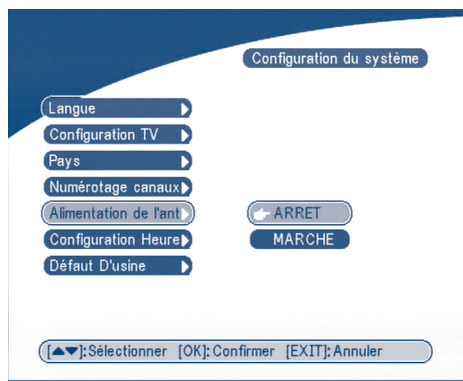 Configuration du système
Langue
Configuration TV
Pays
Numérotage canaux
Alimentation de l'ant
ARRET
Configuration Heure
MARCHE
Défaut D'usine
[▲▼]:Sélectionner [OK]:Confirmer [EXIT]:Annuler